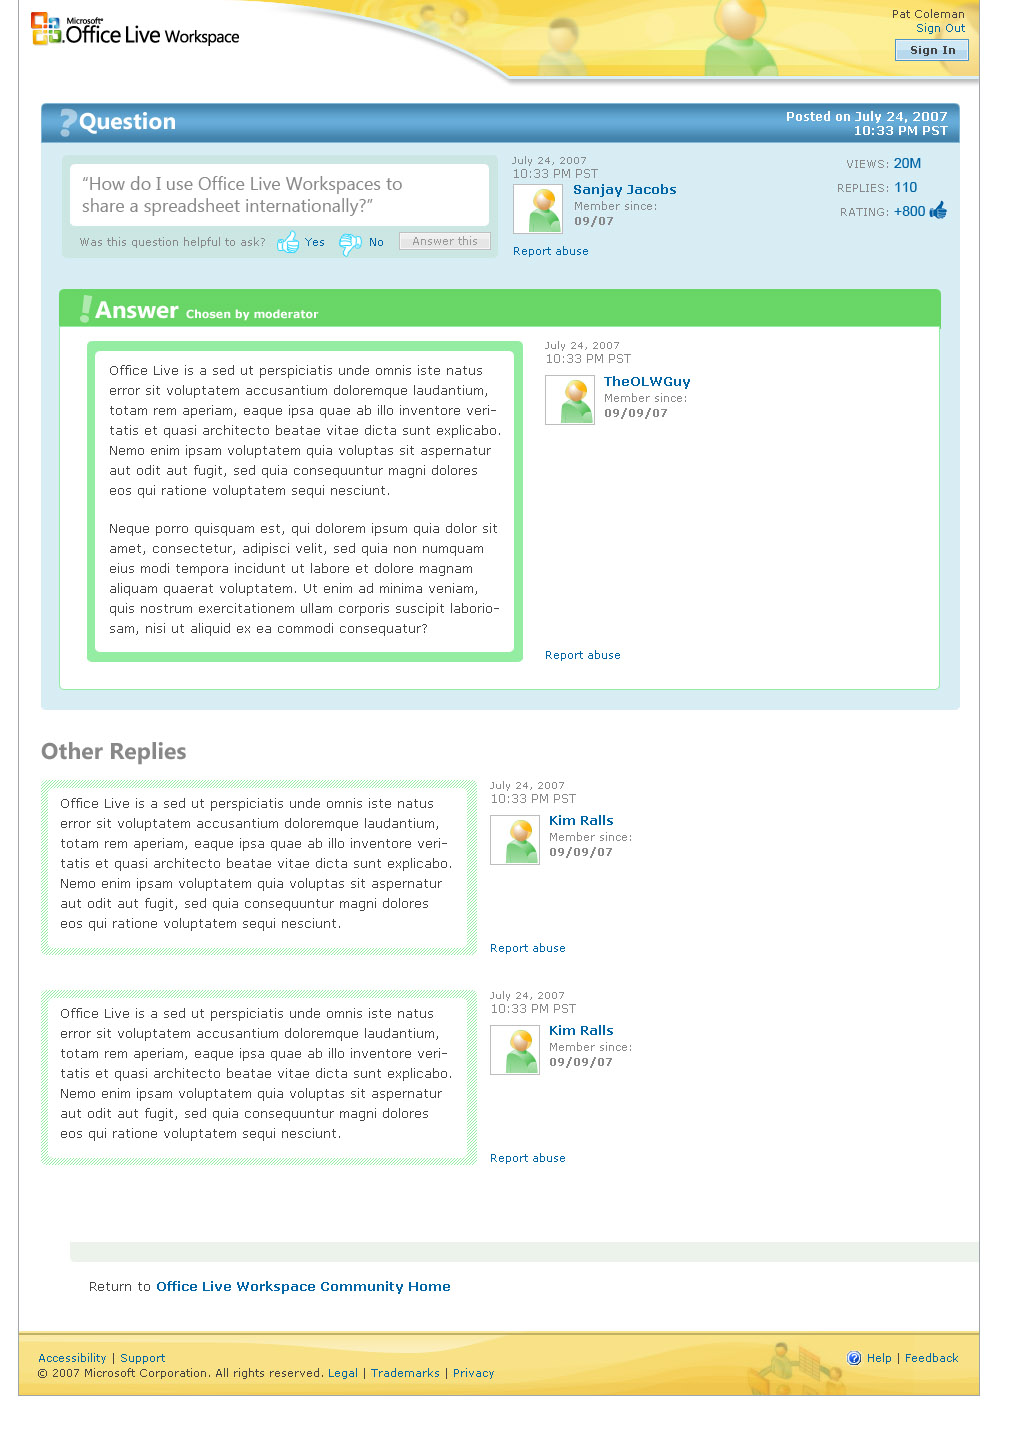 Microsoft®
Office Live Workspace
Pat Coleman
Sign Out
Sign In
?Question
Posted on July 24, 2007
10:33 PM PST
“How do I use Office Live Workspaces to
share a spreadsheet internationally?”
Was this question helpful to ask? Yes No Answer this
July 24, 2007
10:33 PM PST
Sanjay Jacobs
Member since:
09/07
Report abuse
VIEWS: 20M
REPLIES: 110
RATING: +800
!Answer Chosen by moderator
Office Live is a sed ut perspiciatis unde omnis iste natus
error sit voluptatem accusantium doloremque laudantium,
totam rem aperiam, eaque ipsa quae ab illo inventore veri-
tatis et quasi architecto beatae vitae dicta sunt explicabo.
Nemo enim ipsam voluptatem quia voluptas sit aspernatur
aut odit aut fugit, sed quia consequuntur magni dolores
eos qui ratione voluptatem sequi nesciunt.
Neque porro quisquam est, qui dolorem ipsum quia dolor sit
amet, consectetur, adipisci velit, sed quia non numquam
eius modi tempora incidunt ut labore et dolore magnam
aliquam quaerat voluptatem. Ut enim ad minima veniam,
quis nostrum exercitationem ullam corporis suscipit laborio-
sam, nisi ut aliquid ex ea commodi consequatur?
July 24, 2007
10:33 PM PST
TheOLWGuy
Member since:
09/09/07
Report abuse
Other Replies
Office Live is a sed ut perspiciatis unde omnis iste natus
error sit voluptatem accusantium doloremque laudantium,
totam rem aperiam, eaque ipsa quae ab illo inventore veri-
tatis et quasi architecto beatae vitae dicta sunt explicabo.
Nemo enim ipsam voluptatem quia voluptas sit aspernatur
aut odit aut fugit, sed quia consequuntur magni dolores
eos qui ratione voluptatem sequi nesciunt.
July 24, 2007
10:33 PM PST
Kim Ralls
Member since:
09/09/07
Report abuse
Office Live is a sed ut perspiciatis unde omnis iste natus
error sit voluptatem accusantium doloremque laudantium,
totam rem aperiam, eaque ipsa quae ab illo inventore veri-
tatis et quasi architecto beatae vitae dicta sunt explicabo.
Nemo enim ipsam voluptatem quia voluptas sit aspernatur
aut odit aut fugit, sed quia consequuntur magni dolores
eos qui ratione voluptatem sequi nesciunt.
July 24, 2007
10:33 PM PST
Kim Ralls
Member since:
09/09/07
Report abuse
Return to Office Live Workspace Community Home
Accessibility | Support
© 2007 Microsoft Corporation. All rights reserved. Legal | Trademarks | Privacy
? Help | Feedback